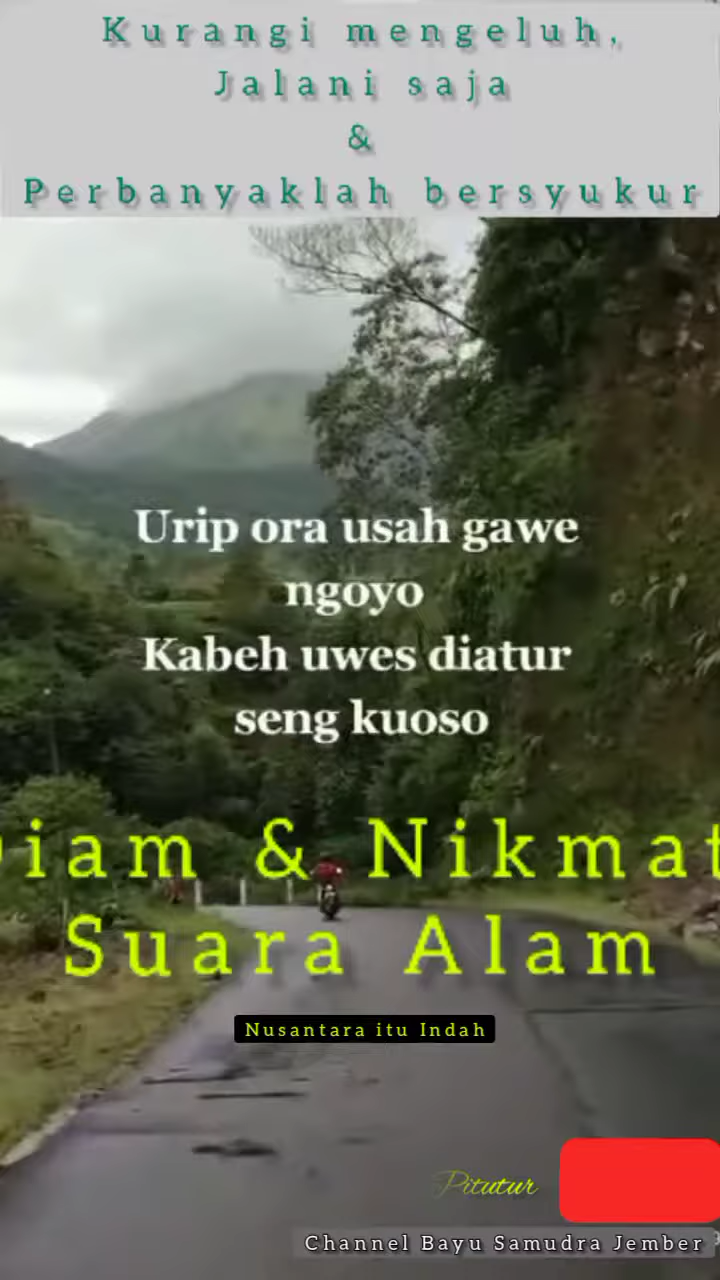 Kurangi mengeluh,
Jalani saja
&
Perbanyaklah bersyukur
Urip ora usah gawe
ngoyo
Kabeh uwes diatur
seng kuoso
Diam & Nikmat
Suara Alam
Nusantara itu Indah
Pitutur
Channel Bayu Samudra Jember